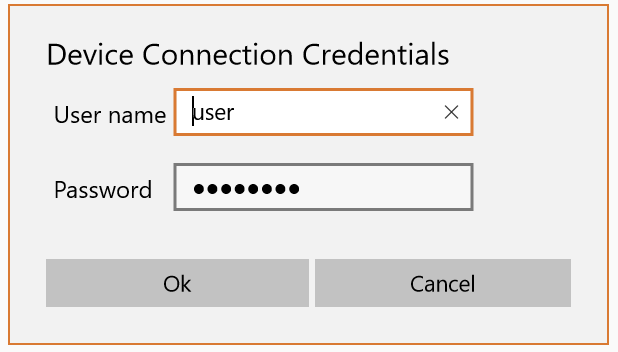 Device Connection Credentials
User name user
Password ●●●●●●●●
Ok Cancel